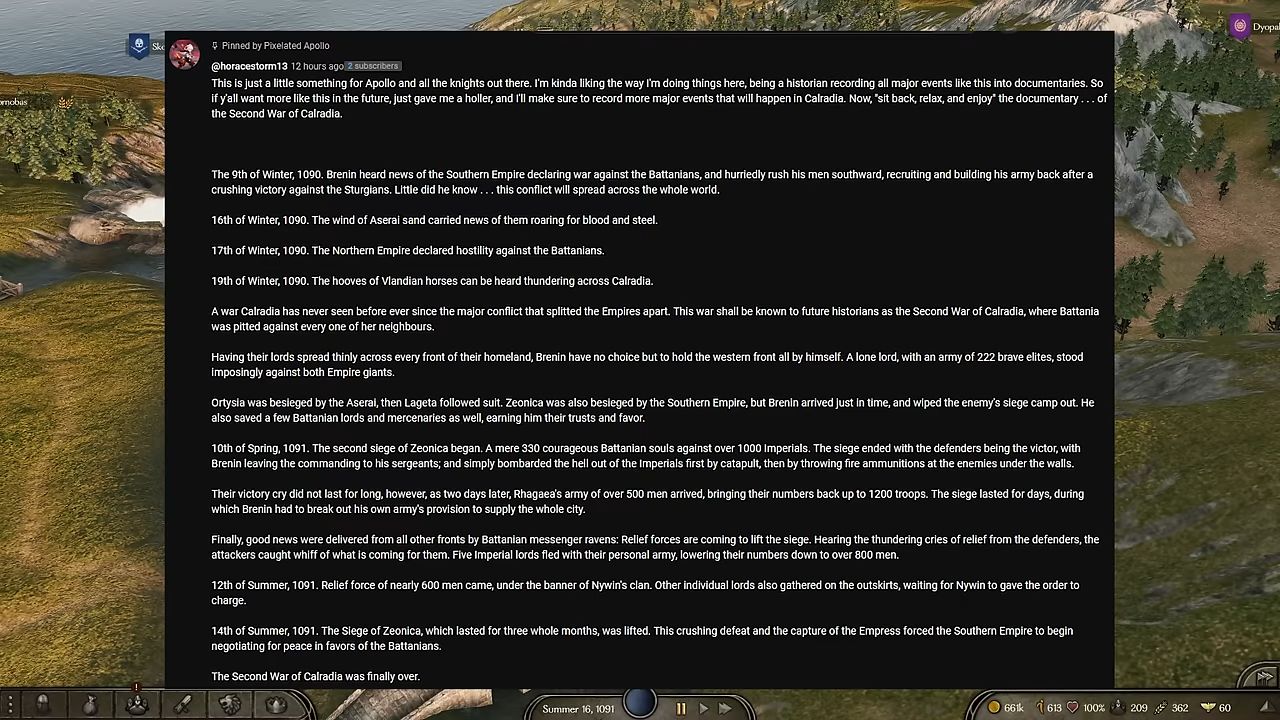 Pinned by Pixelated Apollo
@horacestorm13 12 hours ago 2 subscribers
This is just a little something for Apollo and all the knights out there. I'm kinda liking the way I'm doing things here, being a historian recording all major events like this into documentaries. So
if y'all want more like this in the future, just gave me a holler, and I'll make sure to record more major events that will happen in Calradia. Now, "sit back, relax, and enjoy" the documentary . . . of
the Second War of Calradia.
The 9th of Winter, 1090. Brenin heard news of the Southern Empire declaring war against the Battanians, and hurriedly rush his men southward, recruiting and building his army back after a
crushing victory against the Sturgians. Little did he know . . . this conflict will spread across the whole world.
16th of Winter, 1090. The wind of Aserai sand carried news of them roaring for blood and steel.
17th of Winter, 1090. The Northern Empire declared hostility against the Battanians.
19th of Winter, 1090. The hooves of Vlandian horses can be heard thundering across Calradia.
A war Calradia has never seen before ever since the major conflict that splitted the Empires apart. This war shall be known to future historians as the Second War of Calradia, where Battania
was pitted against every one of her neighbours.
Having their lords spread thinly across every front of their homeland, Brenin have no choice but to hold the western front all by himself. A lone lord, with an army of 222 brave elites, stood
imposingly against both Empire giants.
Ortysia was besieged by the Aserai, then Lageta followed suit. Zeonica was also besieged by the Southern Empire, but Brenin arrived just in time, and wiped the enemy's siege camp out. He
also saved a few Battanian lords and mercenaries as well, earning him their trusts and favor.
10th of Spring, 1091. The second siege of Zeonica began. A mere 330 courageous Battanian souls against over 1000 Imperials. The siege ended with the defenders being the victor, with
Brenin leaving the commanding to his sergeants; and simply bombarded the hell out of the Imperials first by catapult, then by throwing fire ammunitions at the enemies under the walls.
Their victory cry did not last for long, however, as two days later, Rhagaea's army of over 500 men arrived, bringing their numbers back up to 1200 troops. The siege lasted for days, during
which Brenin had to break out his own army's provision to supply the whole city.
Finally, good news were delivered from all other fronts by Battanian messenger ravens: Relief forces are coming to lift the siege. Hearing the thundering cries of relief from the defenders, the
attackers caught whiff of what is coming for them. Five Imperial lords fled with their personal army, lowering their numbers down to over 800 men.
12th of Summer, 1091. Relief force of nearly 600 men came, under the banner of Nywin's clan. Other individual lords also gathered on the outskirts, waiting for Nywin to gave the order to
charge.
14th of Summer, 1091. The Siege of Zeonica, which lasted for three whole months, was lifted. This crushing defeat and the capture of the Empress forced the Southern Empire to begin
negotiating for peace in favors of the Battanians.
The Second War of Calradia was finally over.
Summer 16, 1091
661k 613 100% 209 362 60